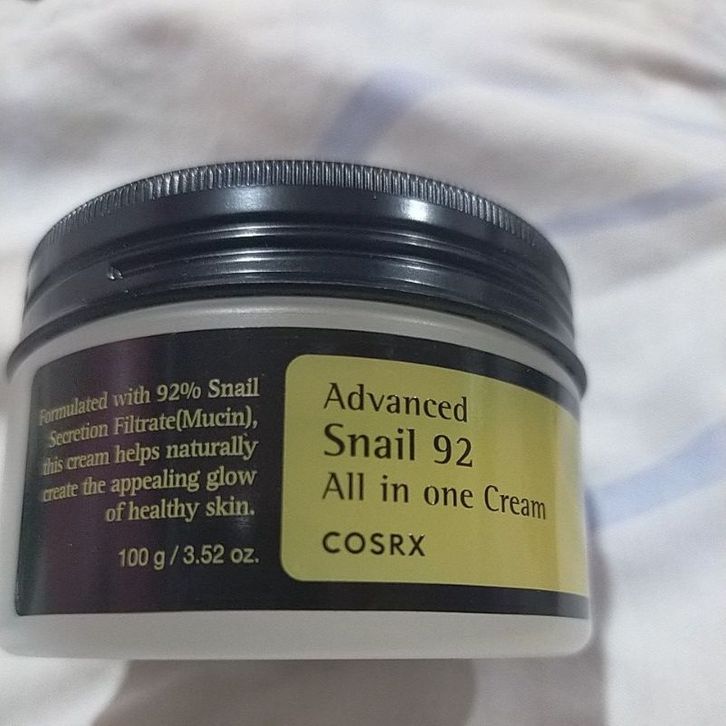 Formulated with 92% Snail
Secretion Filtrate(Mucin),
this cream helps naturally
create the appealing glow
of healthy skin.
100 g / 3.52 oz.
Advanced
Snail 92
All in one Cream
COSRX